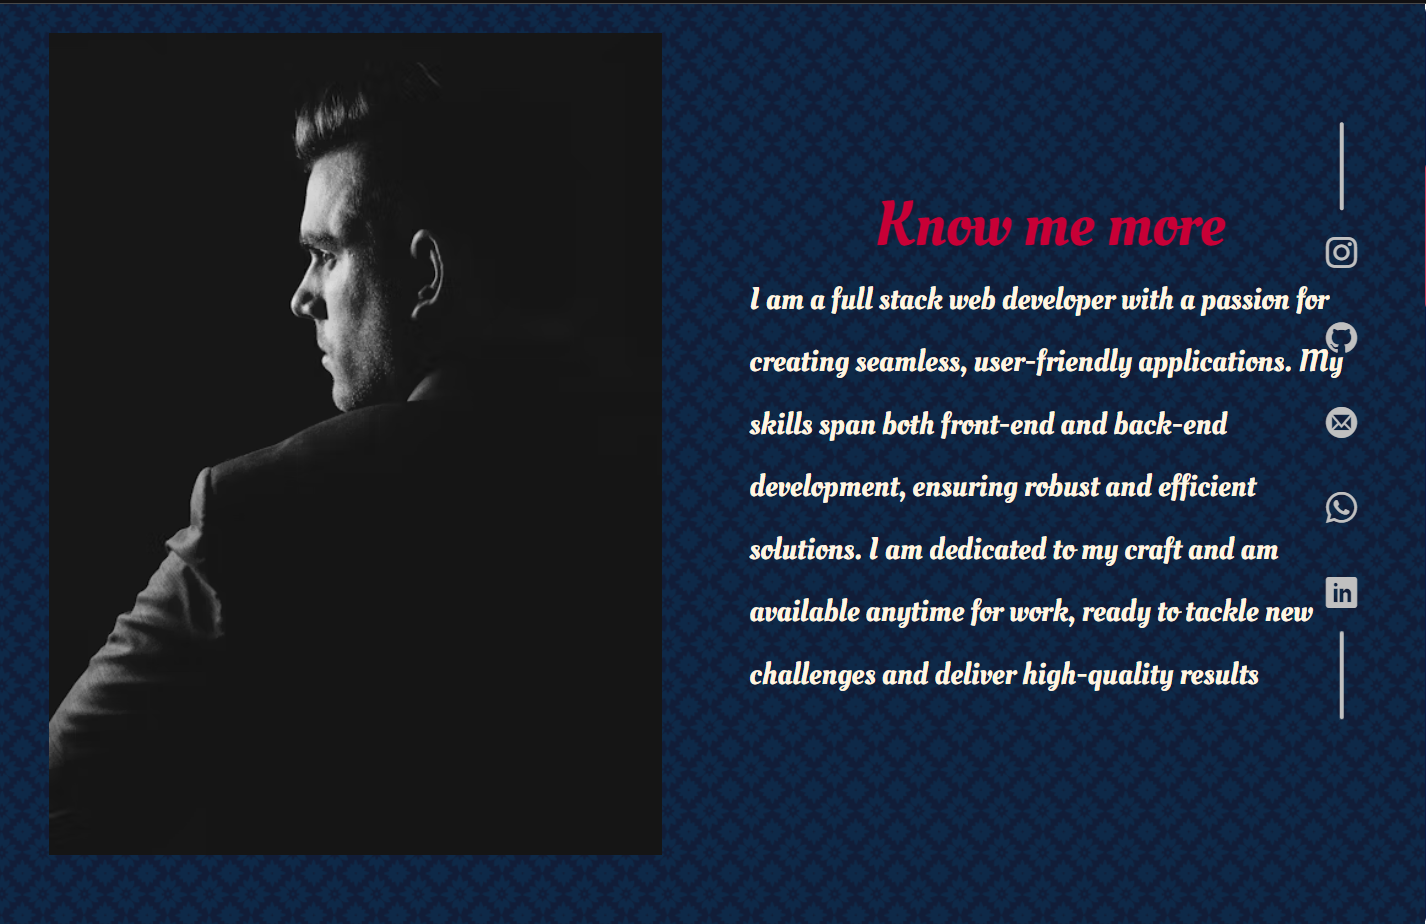 Know me more
I am a full stack web developer with a passion for
creating seamless, user-friendly applications. My
skills span both front-end and back-end
development, ensuring robust and efficient
solutions. I am dedicated to my craft and am
available anytime for work, ready to tackle new
challenges and deliver high-quality results
in